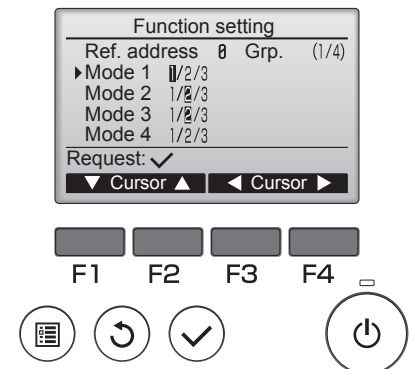 Function setting
Ref. address 0 Grp. (1/4)
▶Mode 1 1/2/3
Mode 2 1/2/3
Mode 3 1/2/3
Mode 4 1/2/3
Request: ✓
▼ Cursor ▲ ◀ Cursor ▶
F1 F2 F3 F4